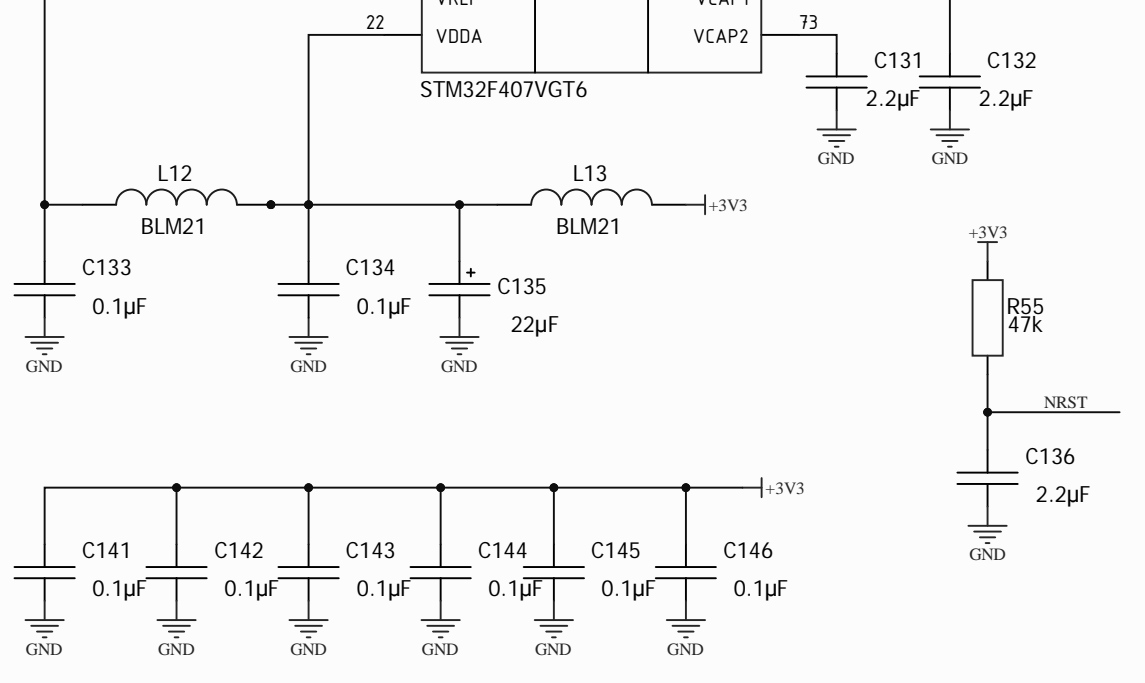 VREF VCAP1
22 VDDA VCAP2 73
STM32F407VGT6
C131 C132
2.2µF 2.2µF
GND GND
L12 L13
+3V3
BLM21 BLM21
+3V3
C133 C134 + C135
0.1µF 0.1µF 22µF
R55
47k
GND GND GND
NRST
C136
2.2µF
GND
+3V3
C141 C142 C143 C144 C145 C146
0.1µF 0.1µF 0.1µF 0.1µF 0.1µF 0.1µF
GND GND GND GND GND GND